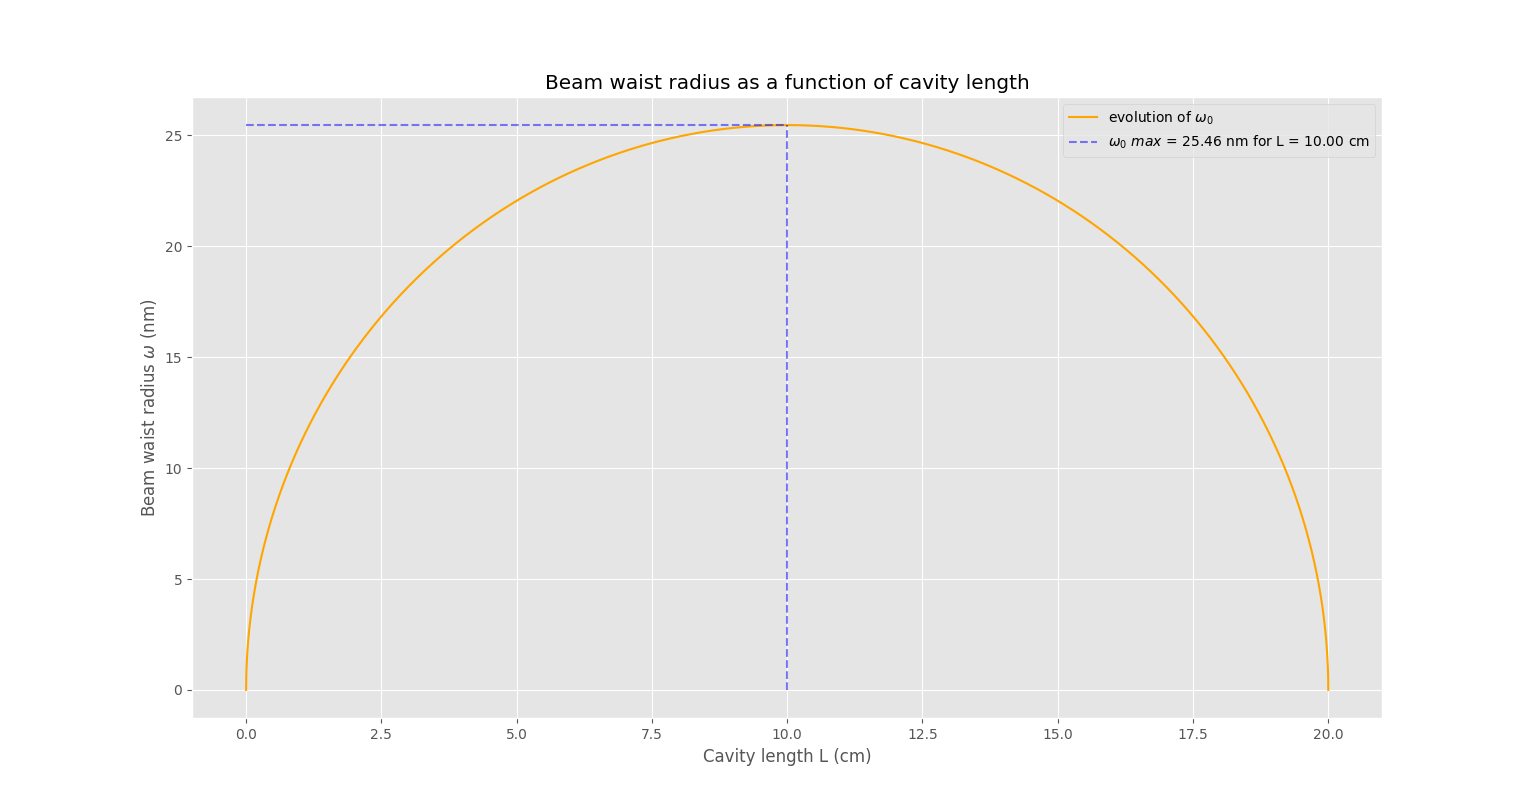 Beam waist radius as a function of cavity length
evolution of ω₀
ω₀ max = 25.46 nm for L = 10.00 cm
Beam waist radius ω (nm)
25
20
15
10
5
0
0.0 2.5 5.0 7.5 10.0 12.5 15.0 17.5 20.0
Cavity length L (cm)